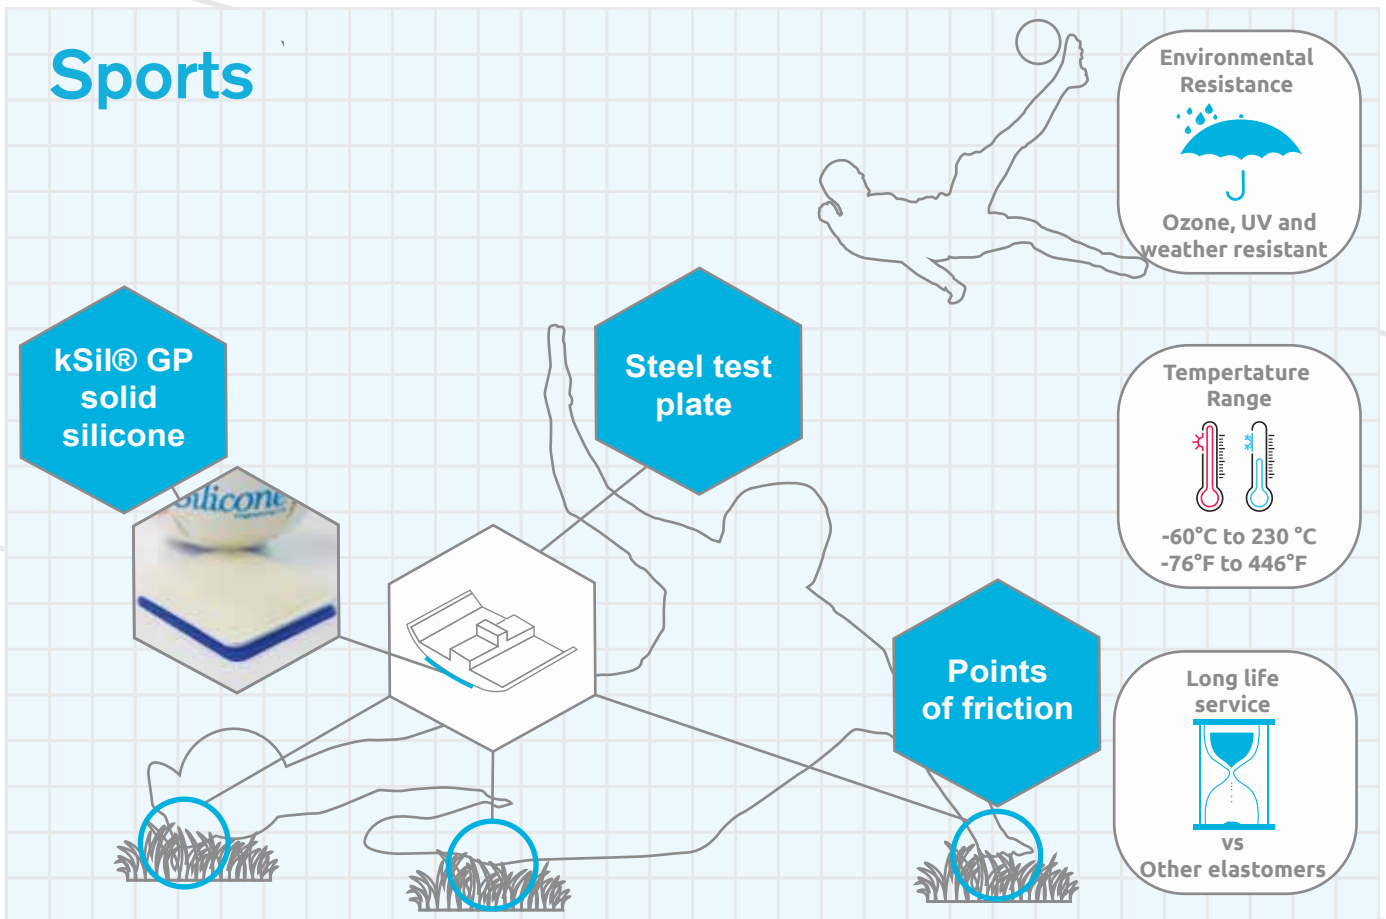 Sports
Environmental
Resistance
Ozone, UV and
weather resistant
kSil® GP
solid
silicone
Steel test
plate
Tempertature
Range
-60°C to 230 °C
-76°F to 446°F
Silicone
Points
of friction
Long life
service
vs
Other elastomers